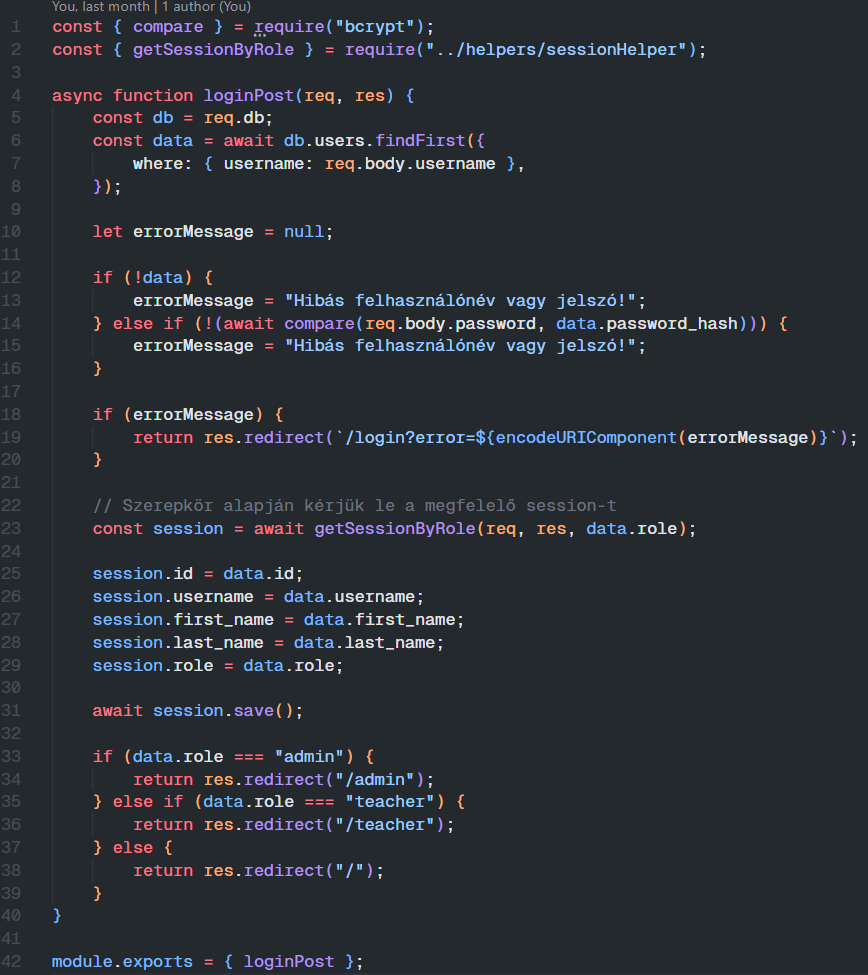 You, last month | 1 author (You)
1 const { compare } = require("bcrypt");
2 const { getSessionByRole } = require("../helpers/sessionHelper");
3
4 async function loginPost(req, res) {
5     const db = req.db;
6     const data = await db.users.findFirst({
7         where: { username: req.body.username },
8     });
9
10     let errorMessage = null;
11
12     if (!data) {
13         errorMessage = "Hibás felhasználónév vagy jelszó!";
14     } else if (!(await compare(req.body.password, data.password_hash))) {
15         errorMessage = "Hibás felhasználónév vagy jelszó!";
16     }
17
18     if (errorMessage) {
19         return res.redirect(`/login?error=${encodeURIComponent(errorMessage)}`);
20     }
21
22     // Szerepkör alapján kérjük le a megfelelő session-t
23     const session = await getSessionByRole(req, res, data.role);
24
25     session.id = data.id;
26     session.username = data.username;
27     session.first_name = data.first_name;
28     session.last_name = data.last_name;
29     session.role = data.role;
30
31     await session.save();
32
33     if (data.role === "admin") {
34         return res.redirect("/admin");
35     } else if (data.role === "teacher") {
36         return res.redirect("/teacher");
37     } else {
38         return res.redirect("/");
39     }
40 }
41
42 module.exports = { loginPost };